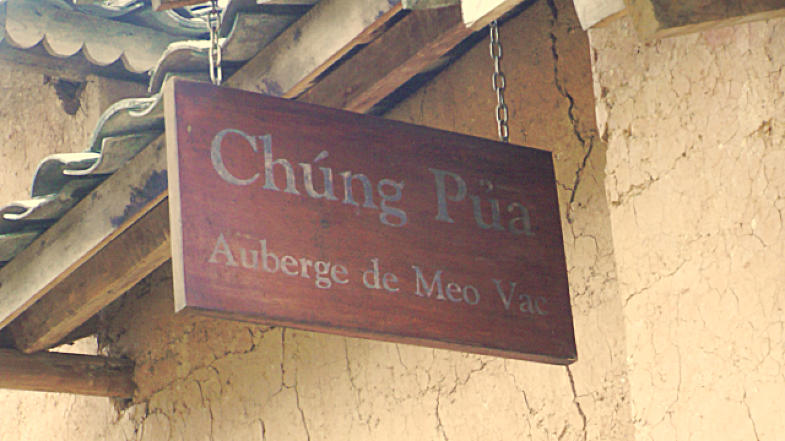 Chúng Pủa
Auberge de Meo Vac